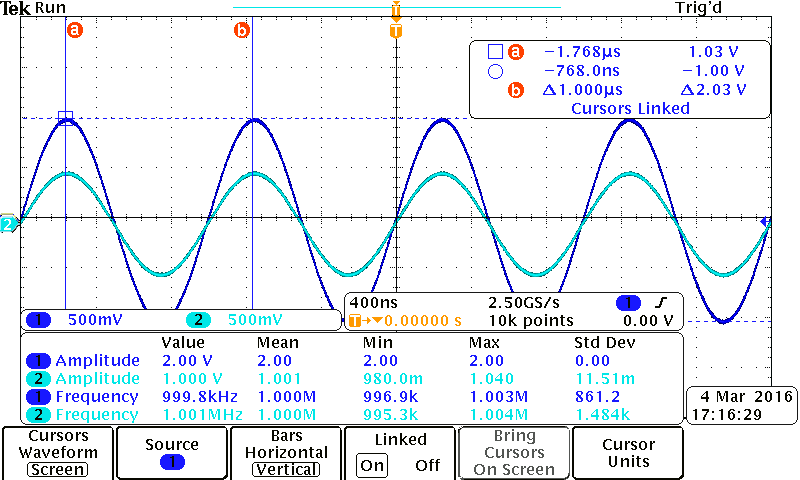 Tek Run Trig'd
a b T
T
a −1.768µs 1.03 V
−768.0ns −1.00 V
b Δ1.000µs Δ2.03 V
Cursors Linked
2
1 500mV 2 500mV
400ns 2.50GS/s 1
T→▼0.00000 s 10k points 0.00 V
Value Mean Min Max Std Dev
1 Amplitude 2.00 V 2.00 2.00 2.00 0.00
2 Amplitude 1.000 V 1.001 980.0m 1.040 11.51m
1 Frequency 999.8kHz 1.000M 996.9k 1.003M 861.2
2 Frequency 1.001MHz 1.000M 995.3k 1.004M 1.484k
4 Mar 2016
17:16:29
Cursors
Waveform
Screen
Source
1
Bars
Horizontal
Vertical
Linked
On Off
Bring
Cursors
On Screen
Cursor
Units